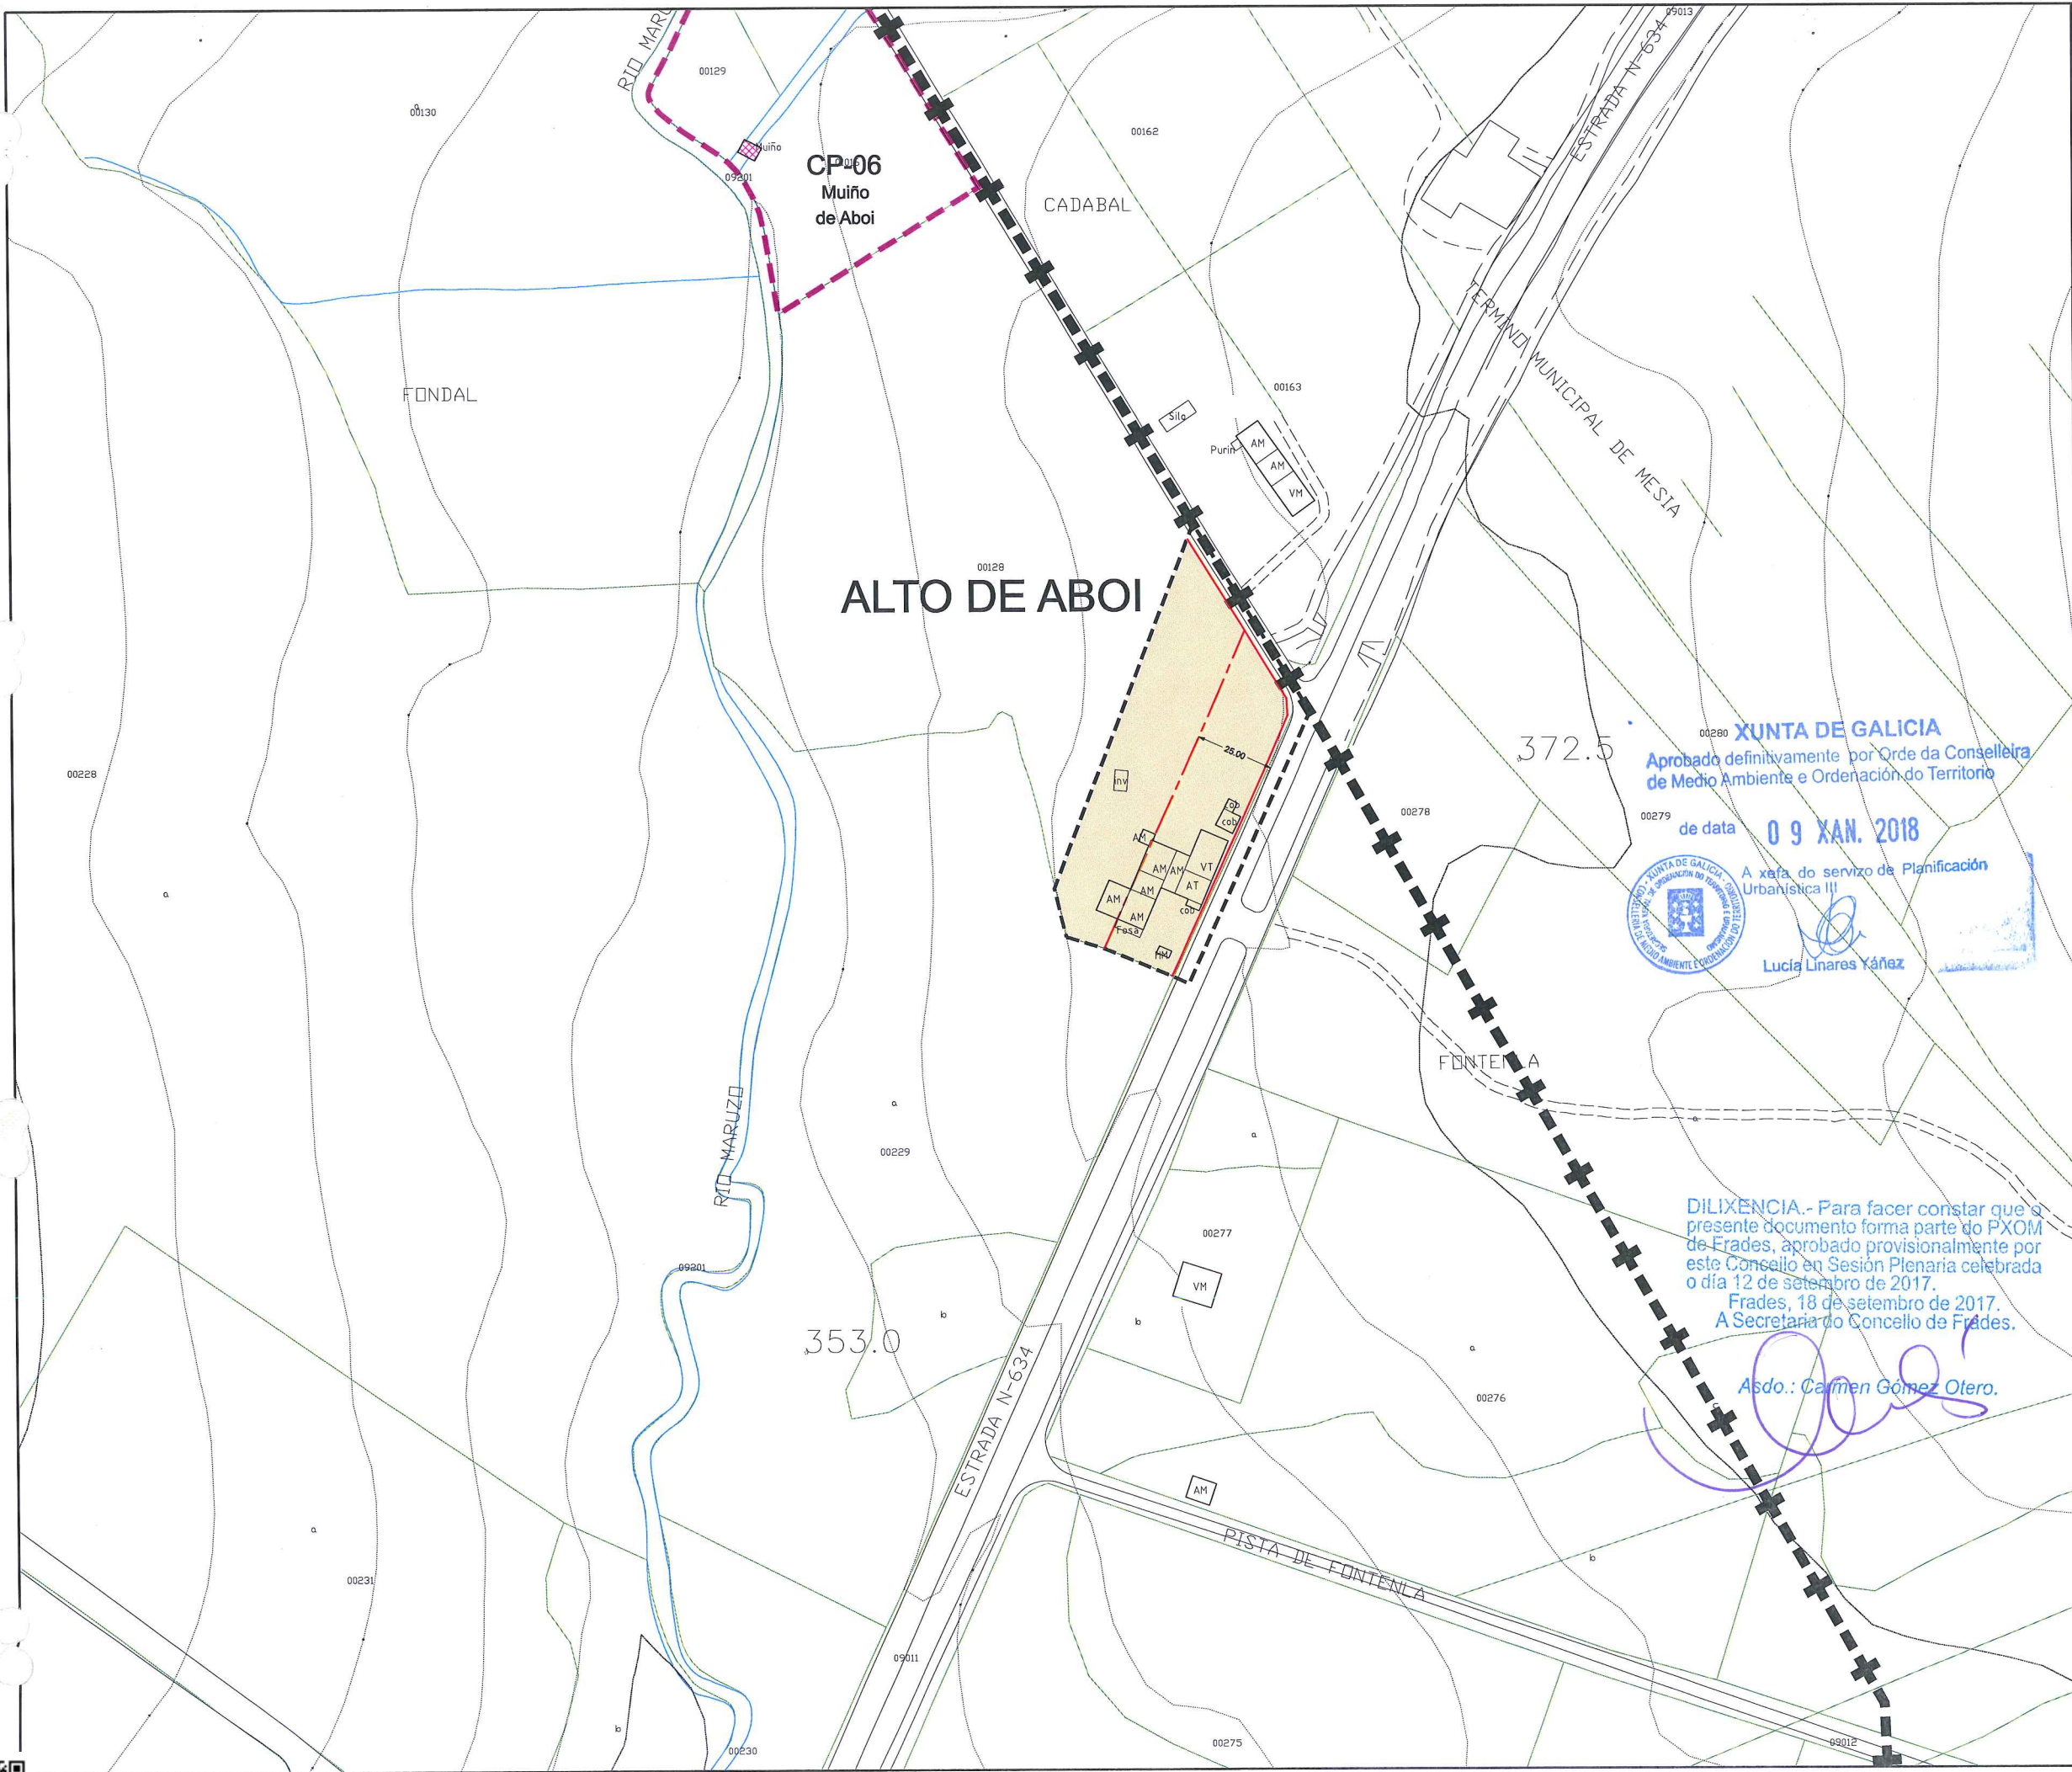 09013
RIO MARU
ESTRADA N-634
00129
00130
Muiño
00162
CP-06
Muiño
de Aboi
09201
CADABAL
TERMINO MUNICIPAL DE MESIA
FONDAL
00163
Silo
Purin
AM
AM
VM
00128
ALTO DE ABOI
00228
25.00
inv
372.5
00280
XUNTA DE GALICIA
Aprobado definitivamente por Orde da Conselleira
de Medio Ambiente e Ordenación do Territorio
00278
00279
de data 09 XAN. 2018
A xefa do servizo de Planificación
Urbanística III
Lucía Linares Yáñez
cob
cob
AM
AM
AM
VT
AM
AT
AM
AM
cob
Fosa
a
FONTENLA
RIO MARUZO
a
a
a
00229
DILIXENCIA.- Para facer constar que o
presente documento forma parte do PXOM
de Frades, aprobado provisionalmente por
este Concello en Sesión Plenaria celebrada
o día 12 de setembro de 2017.
Frades, 18 de setembro de 2017.
A Secretaria do Concello de Frades.
Asdo.: Carmen Gómez Otero.
00277
09201
VM
b
b
353.0
a
ESTRADA N-634
00276
AM
a
PISTA DE FONTENLA
b
00231
09011
b
00230
00275
09012